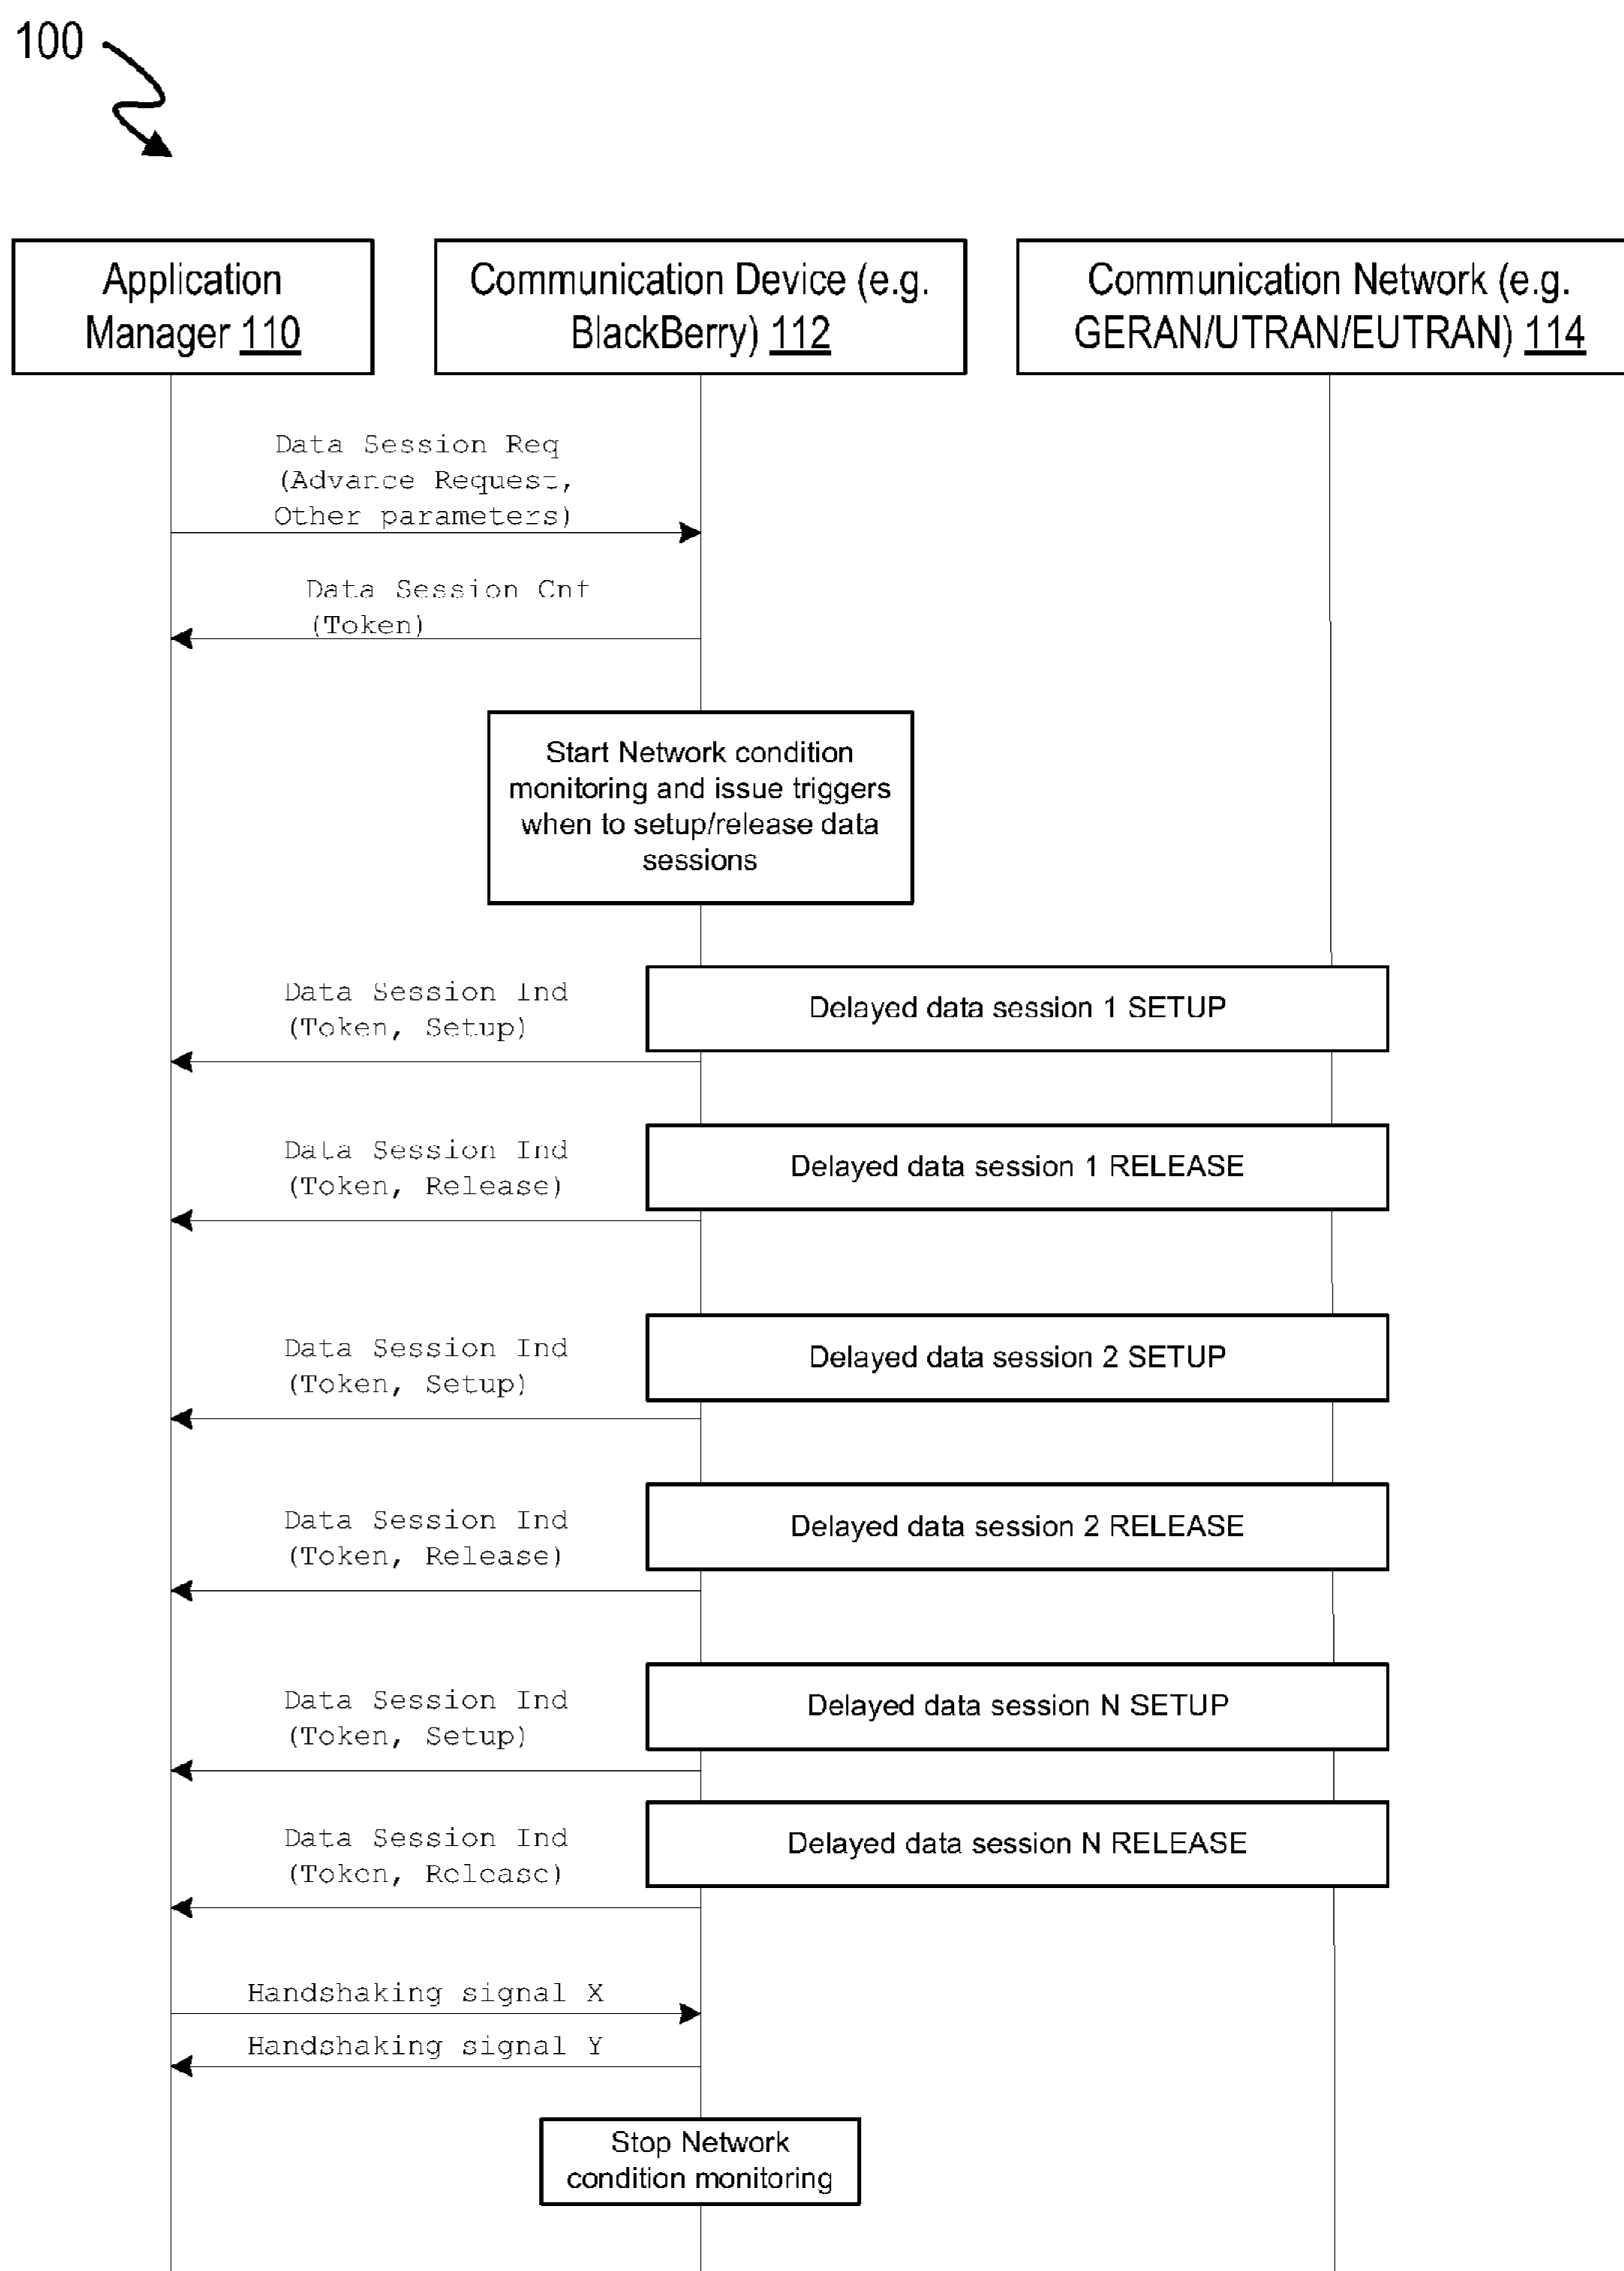 100
Application
Manager 110
Communication Device (e.g.
BlackBerry) 112
Communication Network (e.g.
GERAN/UTRAN/EUTRAN) 114
Data Session Req
(Advance Request,
Other parameters)
Data Session Cnf
(Token)
Start Network condition
monitoring and issue triggers
when to setup/release data
sessions
Data Session Ind
(Token, Setup)
Delayed data session 1 SETUP
Data Session Ind
(Token, Release)
Delayed data session 1 RELEASE
Data Session Ind
(Token, Setup)
Delayed data session 2 SETUP
Data Session Ind
(Token, Release)
Delayed data session 2 RELEASE
Data Session Ind
(Token, Setup)
Delayed data session N SETUP
Data Session Ind
(Token, Release)
Delayed data session N RELEASE
Handshaking signal X
Handshaking signal Y
Stop Network
condition monitoring